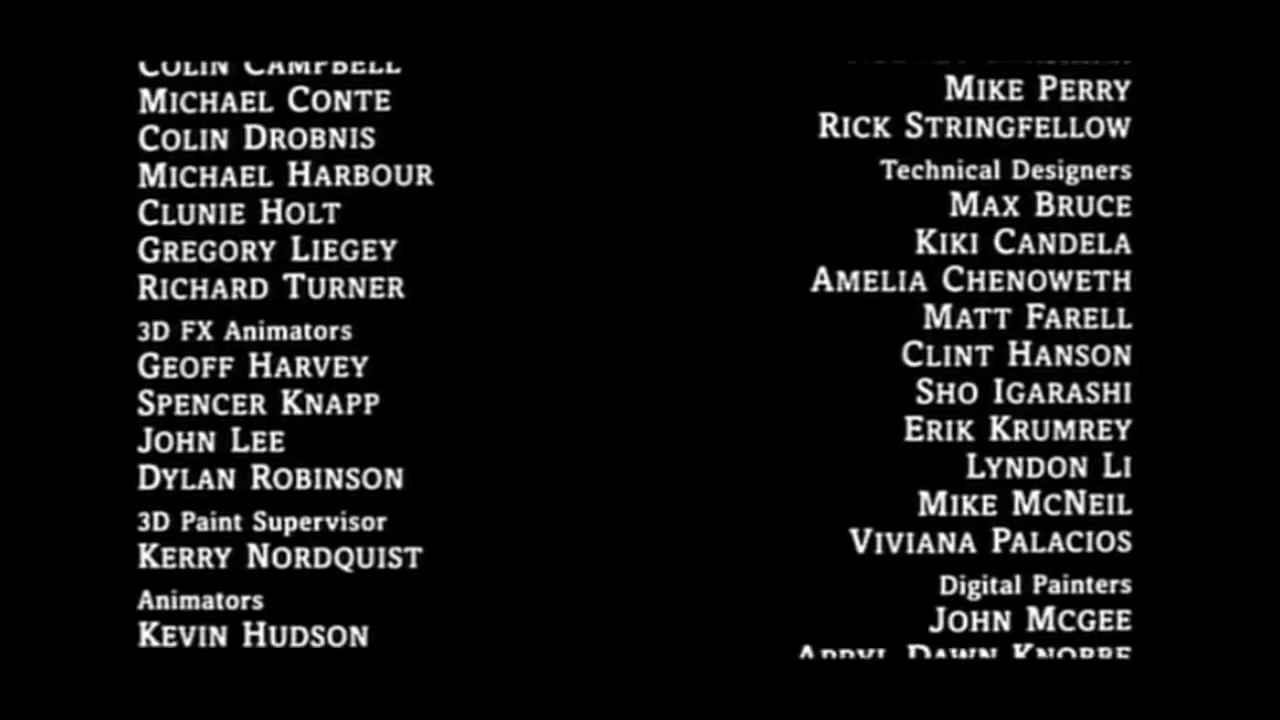 COLIN CAMPBELL
MICHAEL CONTE
COLIN DROBNIS
MICHAEL HARBOUR
CLUNIE HOLT
GREGORY LIEGEY
RICHARD TURNER
3D FX Animators
GEOFF HARVEY
SPENCER KNAPP
JOHN LEE
DYLAN ROBINSON
3D Paint Supervisor
KERRY NORDQUIST
Animators
KEVIN HUDSON
MIKE PERRY
RICK STRINGFELLOW
Technical Designers
MAX BRUCE
KIKI CANDELA
AMELIA CHENOWETH
MATT FARELL
CLINT HANSON
SHO IGARASHI
ERIK KRUMREY
LYNDON LI
MIKE MCNEIL
VIVIANA PALACIOS
Digital Painters
JOHN MCGEE
DAWN